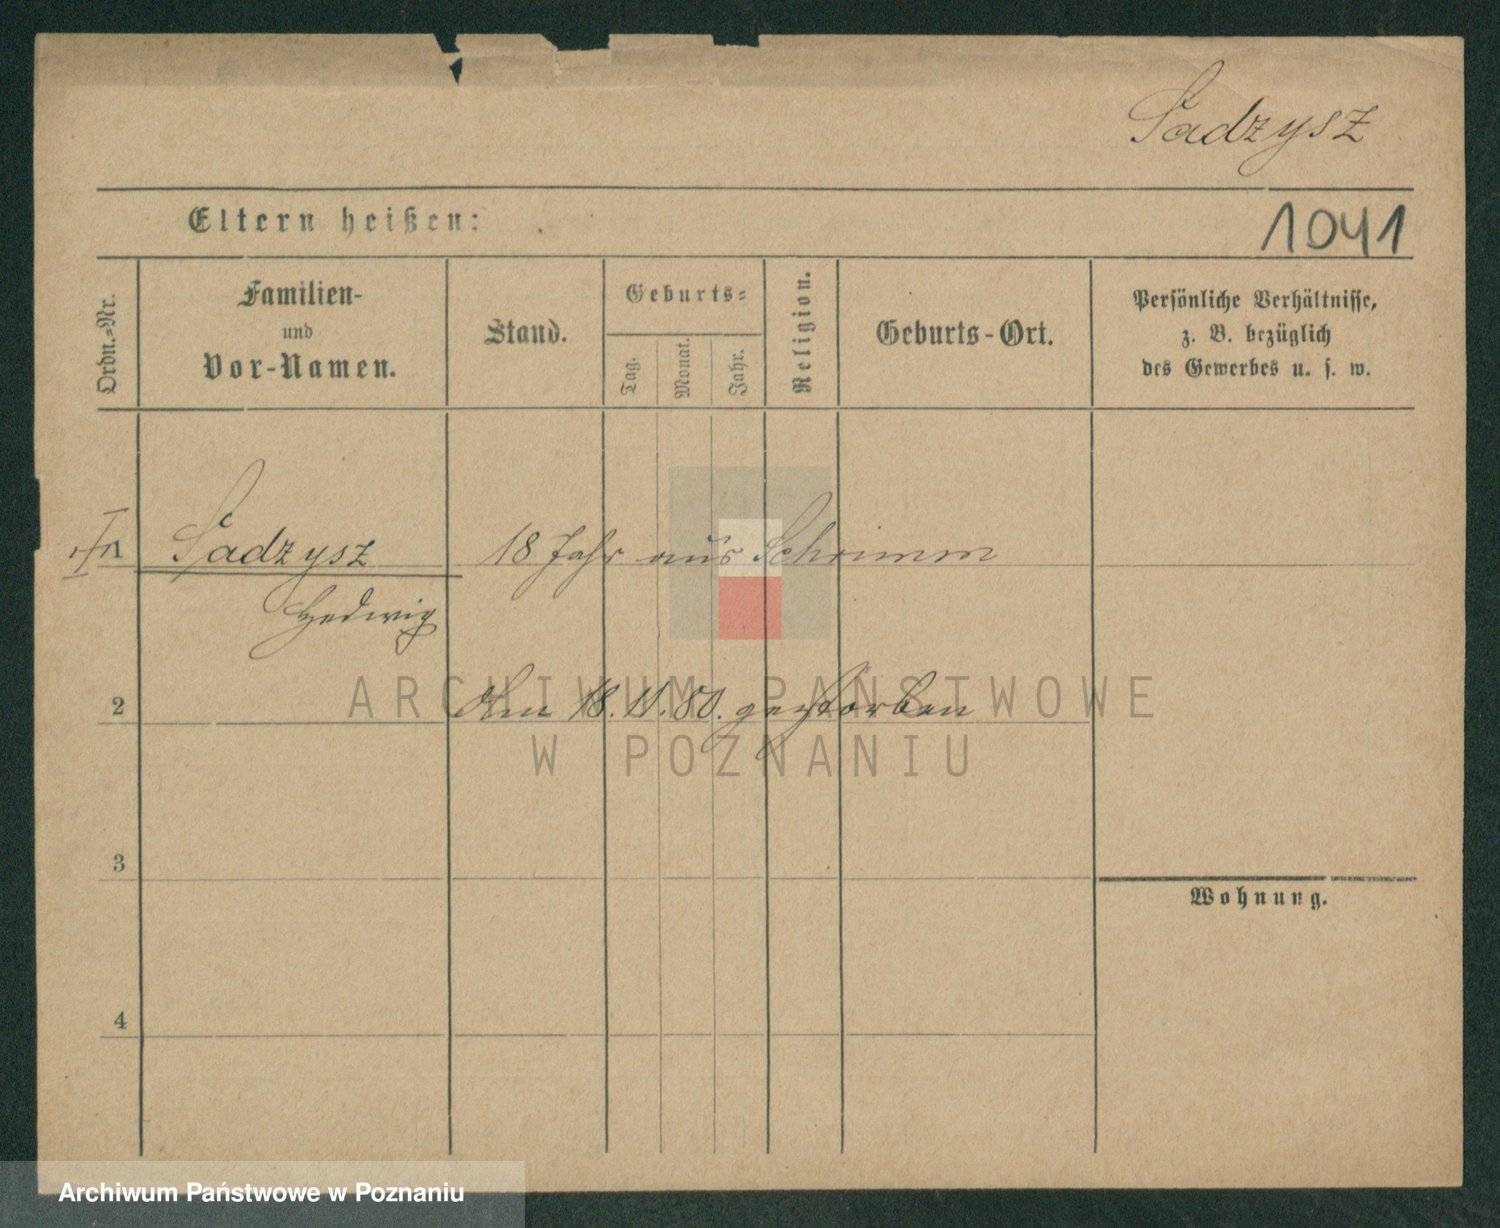 Sadzysz
Eltern heißen:
1041
Ordn.-Nr.
Familien-
und
Vor-Namen.
Stand.
Geburts-
Tag.
Monat.
Jahr.
Religion.
Geburts-Ort.
Persönliche Verhältnisse,
z. B. bezüglich
des Gewerbes u. s. w.
1 Sadzysz 18 Jahr aus Schrimm
Hedwig
2 Am 18. 11. 80. gestorben
ARCHIWUM PAŃSTWOWE
W POZNANIU
3
Wohnung.
4
Archiwum Państwowe w Poznaniu